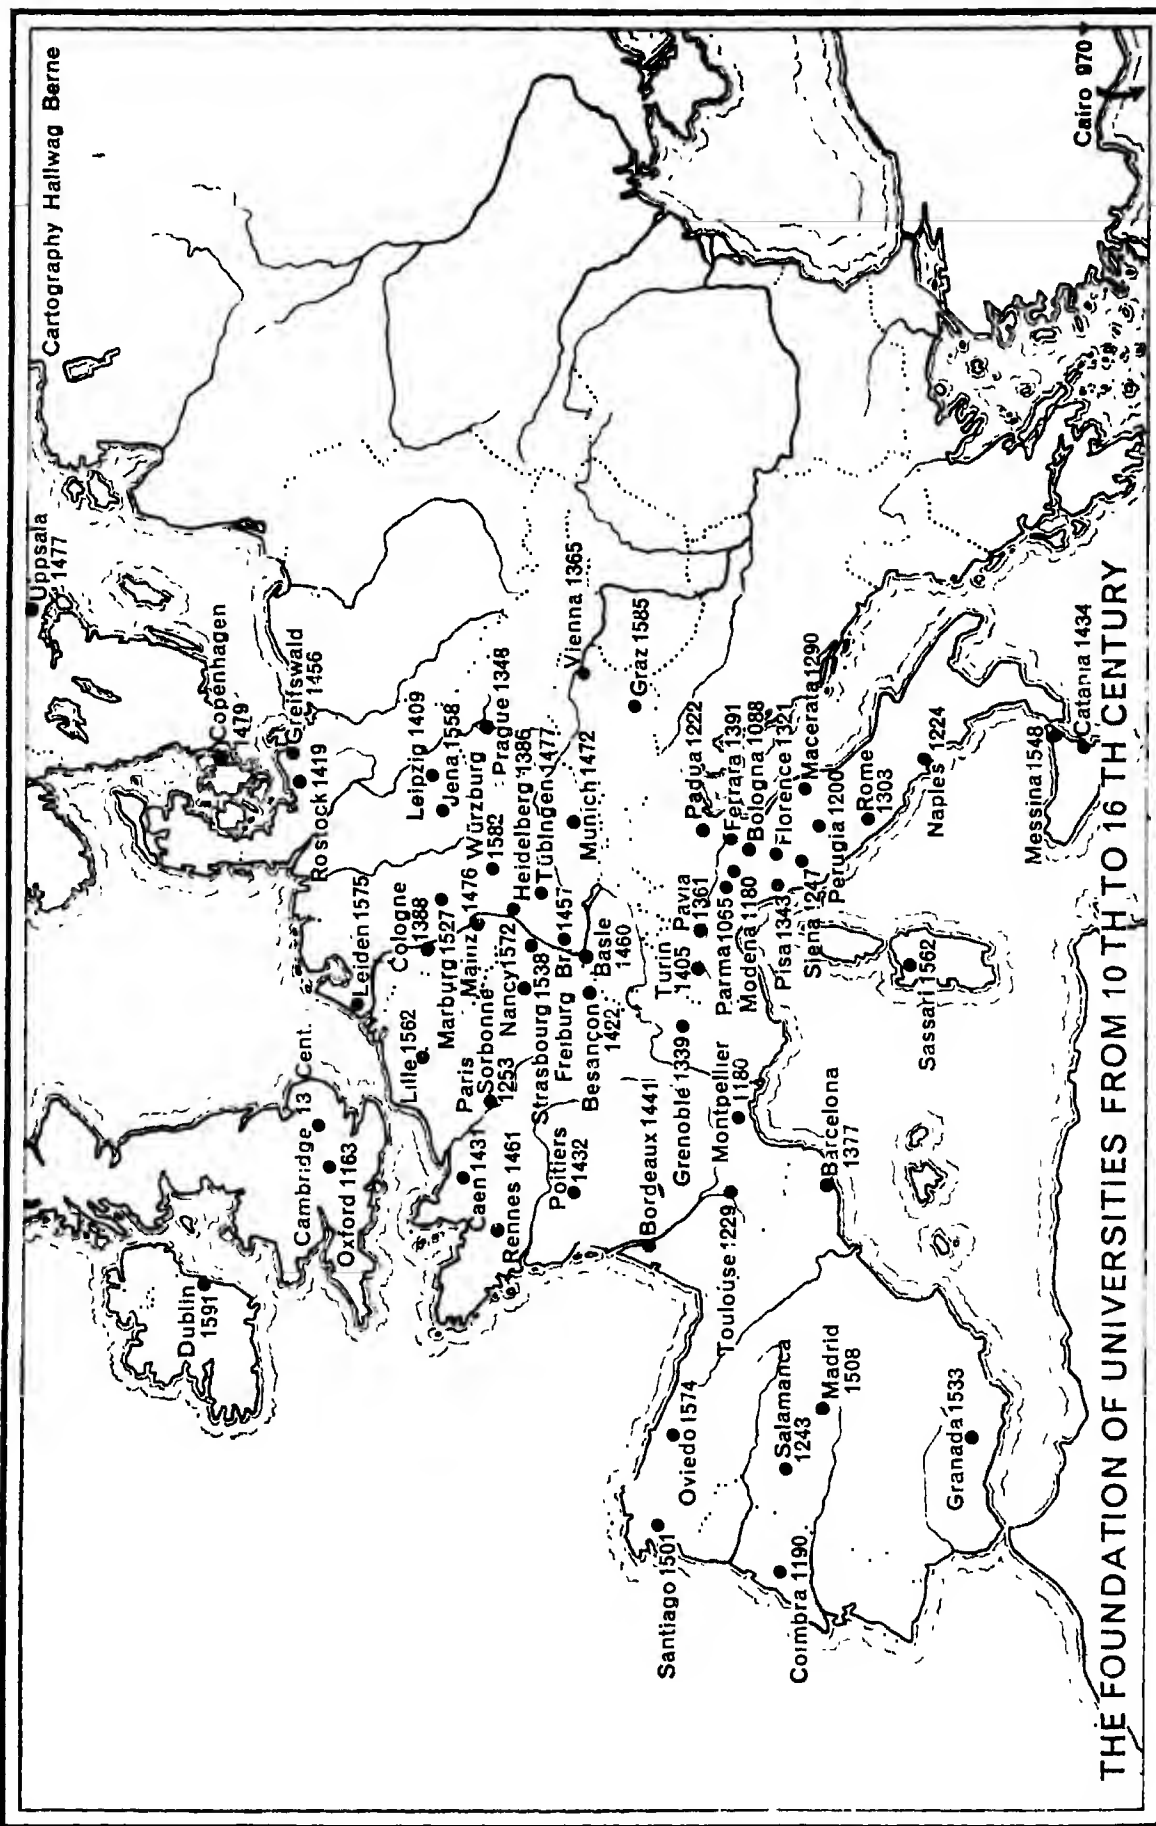 Cartography Hallwag Berne
Uppsala
1477
Copenhagen
1479
Greifswald
1456
Rostock 1419
Dublin
1591
Cambridge 13 Cent.
Oxford 1163
Leiden 1575
Lille 1562
Cologne
1388
Marburg 1527
Leipzig 1409
Jena 1558
Mainz 1476
Würzburg
1582
Prague 1348
Paris
Sorbonne
1253
Caen 1431
Rennes 1461
Nancy 1572
Heidelberg 1386
Strasbourg 1538
Tübingen 1477
Freiburg Br. 1457
Basle
1460
Besançon
1422
Poitiers
1432
Munich 1472
Vienna 1365
Graz 1585
Bordeaux 1441
Grenoble 1339
Turin
1405
Pavia
1361
Padua 1222
Ferrara 1391
Parma 1065
Bologna 1088
Modena 1180
Florence 1321
Pisa 1343
Macerata 1290
Siena 1247
Perugia 1200
Rome
1303
Montpellier
1180
Toulouse 1229
Santiago 1501
Oviedo 1574
Salamanca
1243
Coimbra 1190
Madrid
1508
Barcelona
1377
Granada 1533
Sassari 1562
Naples 1224
Messina 1548
Catania 1434
Cairo 970
THE FOUNDATION OF UNIVERSITIES FROM 10 TH TO 16 TH CENTURY